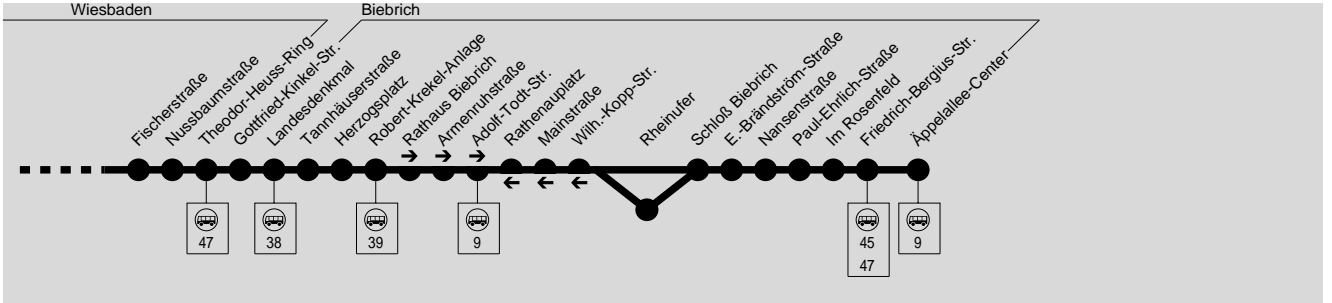 Wiesbaden
Biebrich
Fischerstraße
Nussbaumstraße
Theodor-Heuss-Ring
Gottfried-Kinkel-Str.
Landesdenkmal
Tannhäuserstraße
Herzogsplatz
Robert-Krekel-Anlage
Rathaus Biebrich
Armenruhstraße
Adolf-Todt-Str.
Rathenauplatz
Mainstraße
Wilh.-Kopp-Str.
Rheinufer
Schloß Biebrich
E.-Brändström-Straße
Nansenstraße
Paul-Ehrlich-Straße
Im Rosenfeld
Friedrich-Bergius-Str.
Äppelallee-Center
47
38
39
9
45
47
9